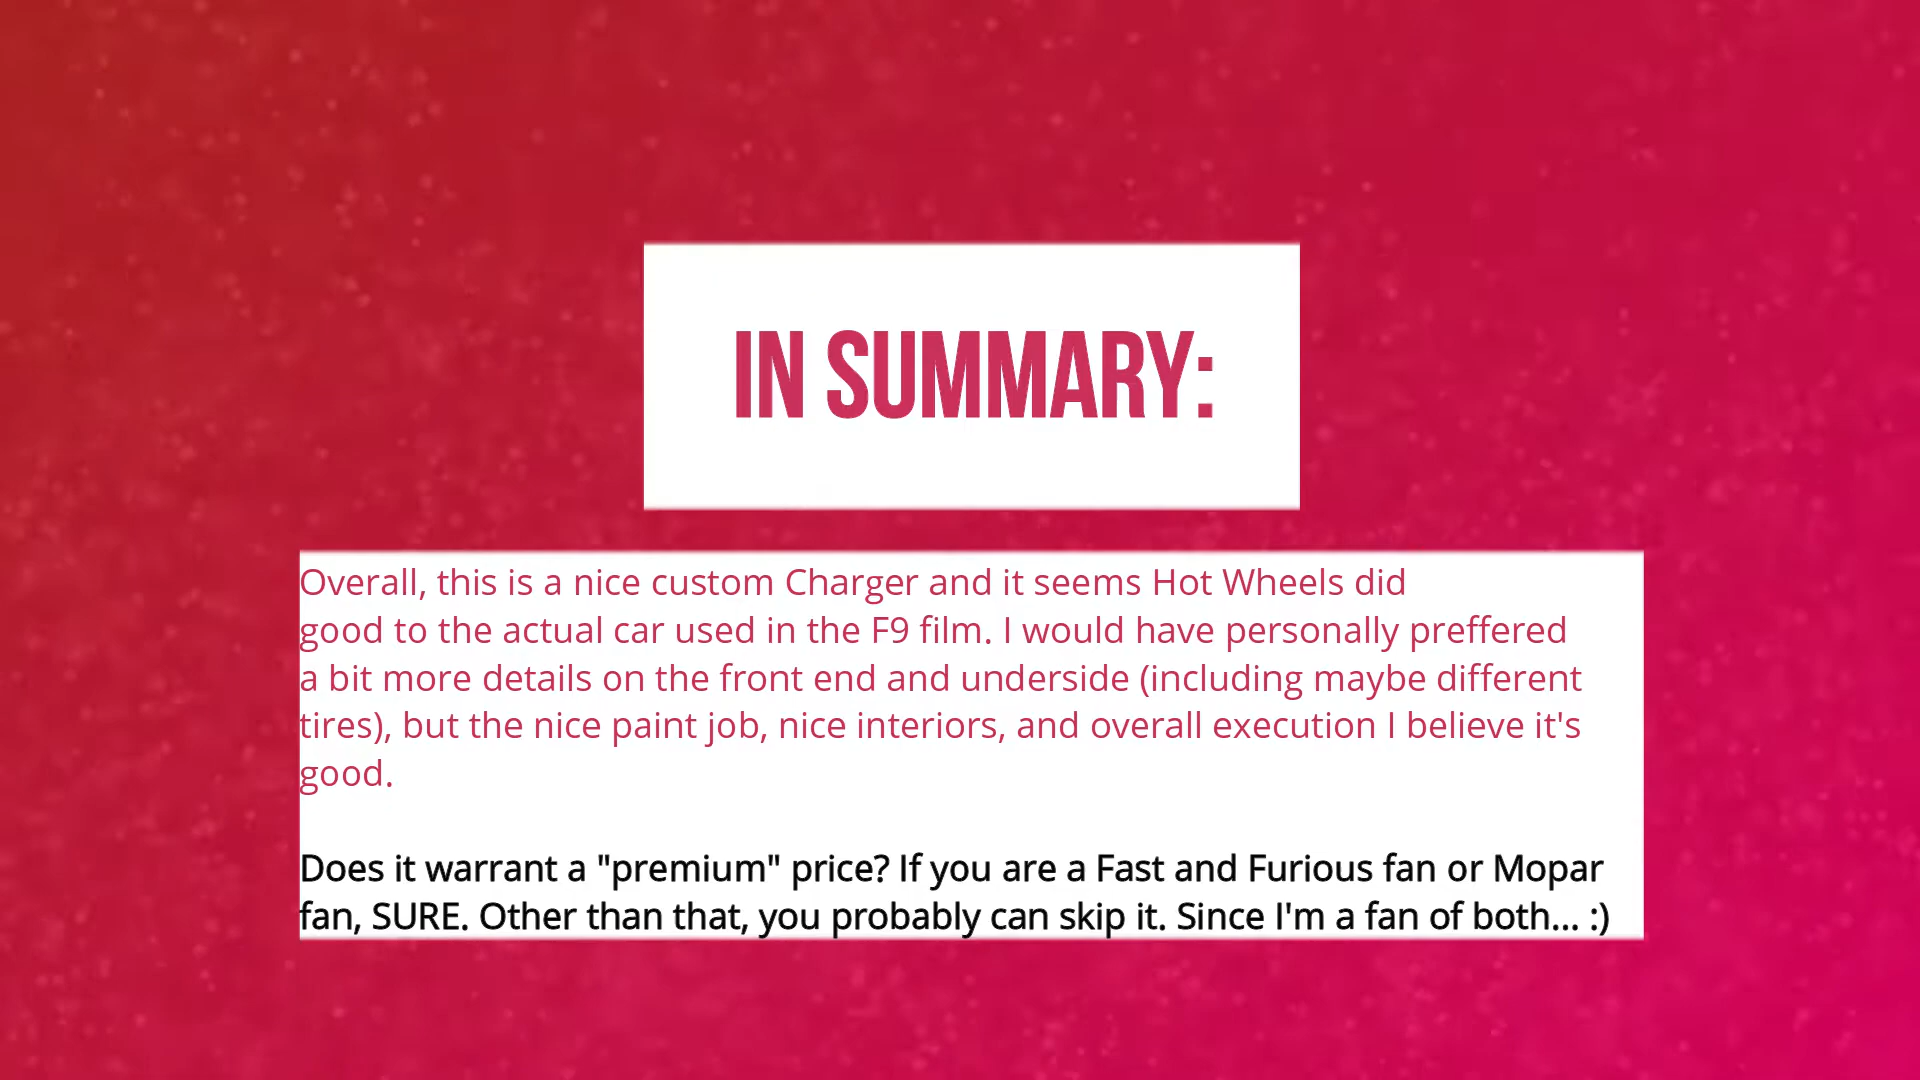 IN SUMMARY:
Overall, this is a nice custom Charger and it seems Hot Wheels did
good to the actual car used in the F9 film. I would have personally preffered
a bit more details on the front end and underside (including maybe different
tires), but the nice paint job, nice interiors, and overall execution I believe it's
good.
Does it warrant a "premium" price? If you are a Fast and Furious fan or Mopar
fan, SURE. Other than that, you probably can skip it. Since I'm a fan of both... :)